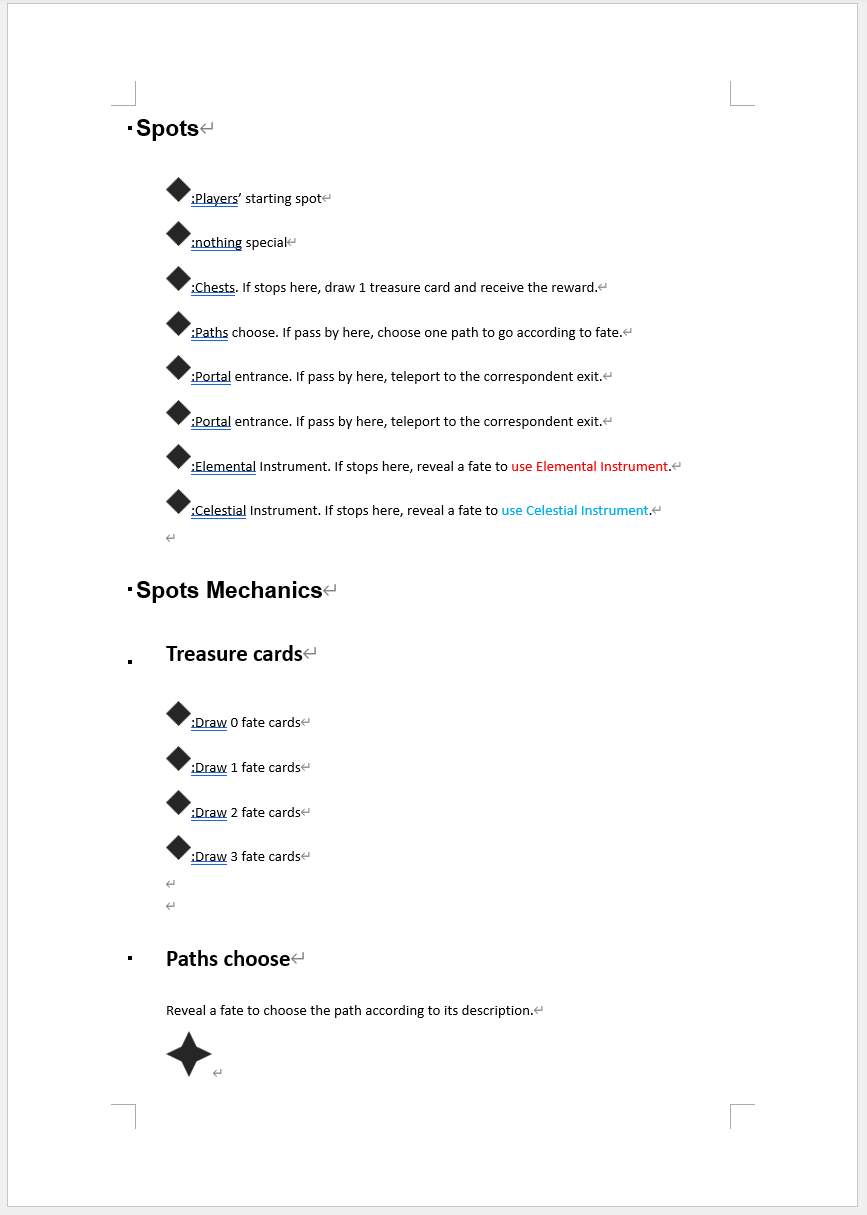 Spots
:Players’ starting spot
:nothing special
:Chests. If stops here, draw 1 treasure card and receive the reward.
:Paths choose. If pass by here, choose one path to go according to fate.
:Portal entrance. If pass by here, teleport to the correspondent exit.
:Portal entrance. If pass by here, teleport to the correspondent exit.
:Elemental Instrument. If stops here, reveal a fate to use Elemental Instrument.
:Celestial Instrument. If stops here, reveal a fate to use Celestial Instrument.
Spots Mechanics
Treasure cards
:Draw 0 fate cards
:Draw 1 fate cards
:Draw 2 fate cards
:Draw 3 fate cards
Paths choose
Reveal a fate to choose the path according to its description.